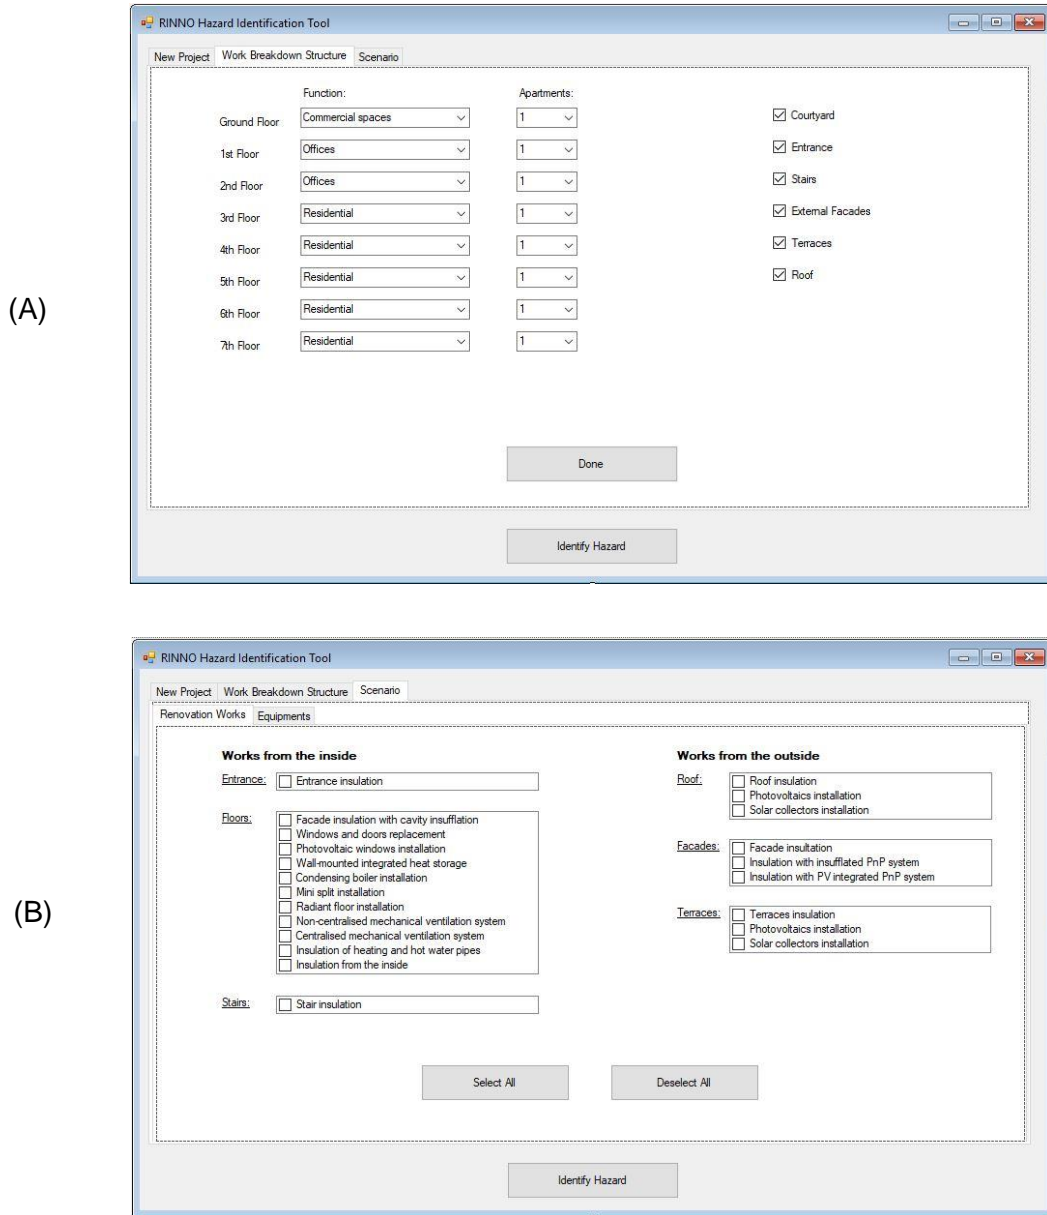 RINNO Hazard Identification Tool
New Project Work Breakdown Structure Scenario
Function: Apartments:
Ground Floor Commercial spaces 1 Courtyard
1st Floor Offices 1 Entrance
2nd Floor Offices 1 Stairs
3rd Floor Residential 1 External Facades
4th Floor Residential 1 Terraces
5th Floor Residential 1 Roof
(A)
6th Floor Residential 1
7th Floor Residential 1
Done
Identify Hazard
RINNO Hazard Identification Tool
New Project Work Breakdown Structure Scenario
Renovation Works Equipments
Works from the inside
Entrance: Entrance insulation
Floors: Facade insulation with cavity insufflation
Windows and doors replacement
Photovoltaic windows installation
Wall-mounted integrated heat storage
Condensing boiler installation
Mini split installation
Radiant floor installation
Non-centralised mechanical ventilation system
Centralised mechanical ventilation system
Insulation of heating and hot water pipes
Insulation from the inside
Stairs: Stair insulation
Works from the outside
Roof: Roof insulation
Photovoltaics installation
Solar collectors installation
Facades: Facade insultation
Insulation with insufflated PnP system
Insulation with PV integrated PnP system
Terraces: Terraces insulation
Photovoltaics installation
Solar collectors installation
(B)
Select All Deselect All
Identify Hazard